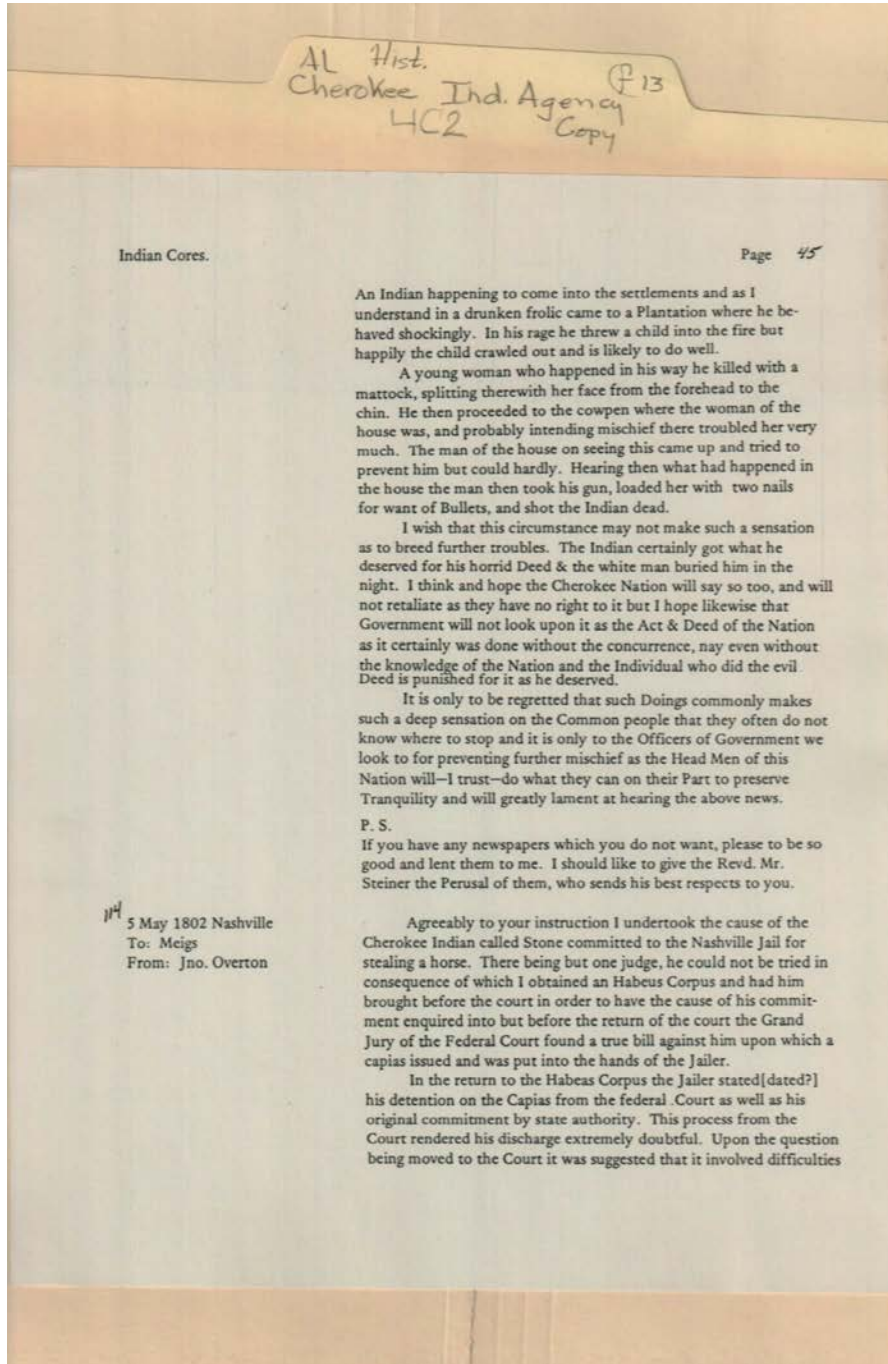 AL Hist.
Cherokee Ind. Agency (f 13
4C2 Copy
Indian Cores.
Page 45
An Indian happening to come into the settlements and as I
understand in a drunken frolic came to a Plantation where he be-
haved shockingly. In his rage he threw a child into the fire but
happily the child crawled out and is likely to do well.
A young woman who happened in his way he killed with a
mattock, splitting therewith her face from the forehead to the
chin. He then proceeded to the cowpen where the woman of the
house was, and probably intending mischief there troubled her very
much. The man of the house on seeing this came up and tried to
prevent him but could hardly. Hearing then what had happened in
the house the man then took his gun, loaded her with two nails
for want of Bullets, and shot the Indian dead.
I wish that this circumstance may not make such a sensation
as to breed further troubles. The Indian certainly got what he
deserved for his horrid Deed & the white man buried him in the
night. I think and hope the Cherokee Nation will say so too, and will
not retaliate as they have no right to it but I hope likewise that
Government will not look upon it as the Act & Deed of the Nation
as it certainly was done without the concurrence, nay even without
the knowledge of the Nation and the Individual who did the evil
Deed is punished for it as he deserved.
It is only to be regretted that such Doings commonly makes
such a deep sensation on the Common people that they often do not
know where to stop and it is only to the Officers of Government we
look to for preventing further mischief as the Head Men of this
Nation will—I trust—do what they can on their Part to preserve
Tranquility and will greatly lament at hearing the above news.
P. S.
If you have any newspapers which you do not want, please to be so
good and lent them to me. I should like to give the Revd. Mr.
Steiner the Perusal of them, who sends his best respects to you.
114
5 May 1802 Nashville
To: Meigs
From: Jno. Overton
Agreeably to your instruction I undertook the cause of the
Cherokee Indian called Stone committed to the Nashville Jail for
stealing a horse. There being but one judge, he could not be tried in
consequence of which I obtained an Habeus Corpus and had him
brought before the court in order to have the cause of his commit-
ment enquired into but before the return of the court the Grand
Jury of the Federal Court found a true bill against him upon which a
capias issued and was put into the hands of the Jailer.
In the return to the Habeas Corpus the Jailer stated[dated?]
his detention on the Capias from the federal .Court as well as his
original commitment by state authority. This process from the
Court rendered his discharge extremely doubtful. Upon the question
being moved to the Court it was suggested that it involved difficulties